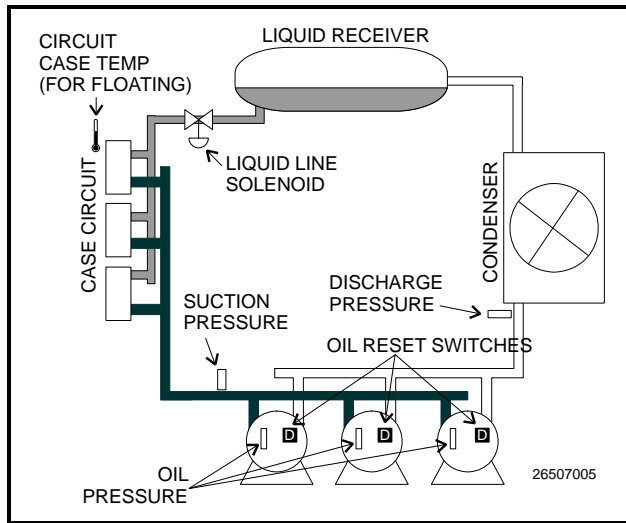 CIRCUIT
CASE TEMP
(FOR FLOATING)
LIQUID RECEIVER
LIQUID LINE
SOLENOID
CASE CIRCUIT
CONDENSER
SUCTION
PRESSURE
DISCHARGE
PRESSURE
OIL RESET SWITCHES
D
D
D
OIL
PRESSURE
26507005